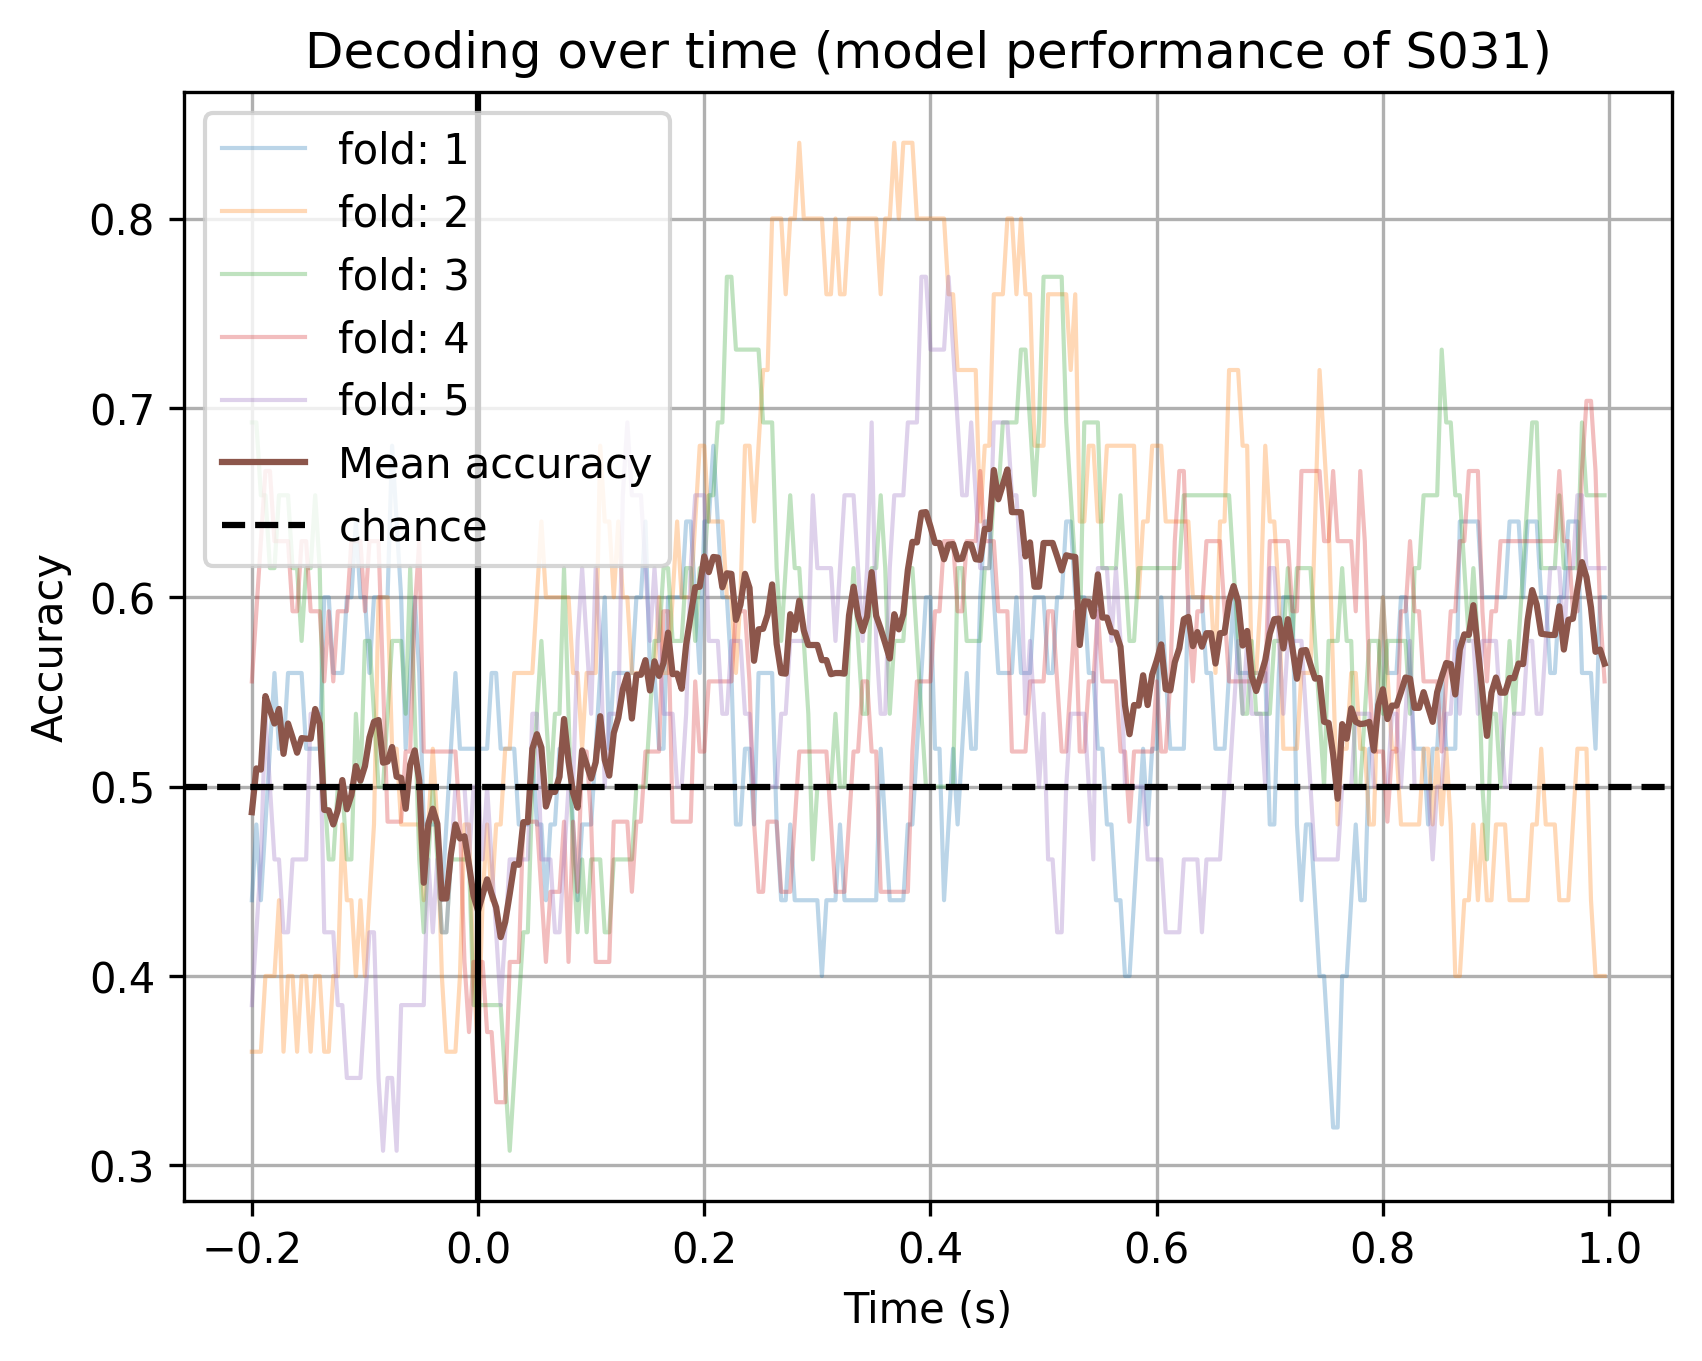 Decoding over time (model performance of S031)
fold: 1
fold: 2
fold: 3
fold: 4
fold: 5
Mean accuracy
chance
Accuracy
0.8
0.7
0.6
0.5
0.4
0.3
−0.2 0.0 0.2 0.4 0.6 0.8 1.0
Time (s)